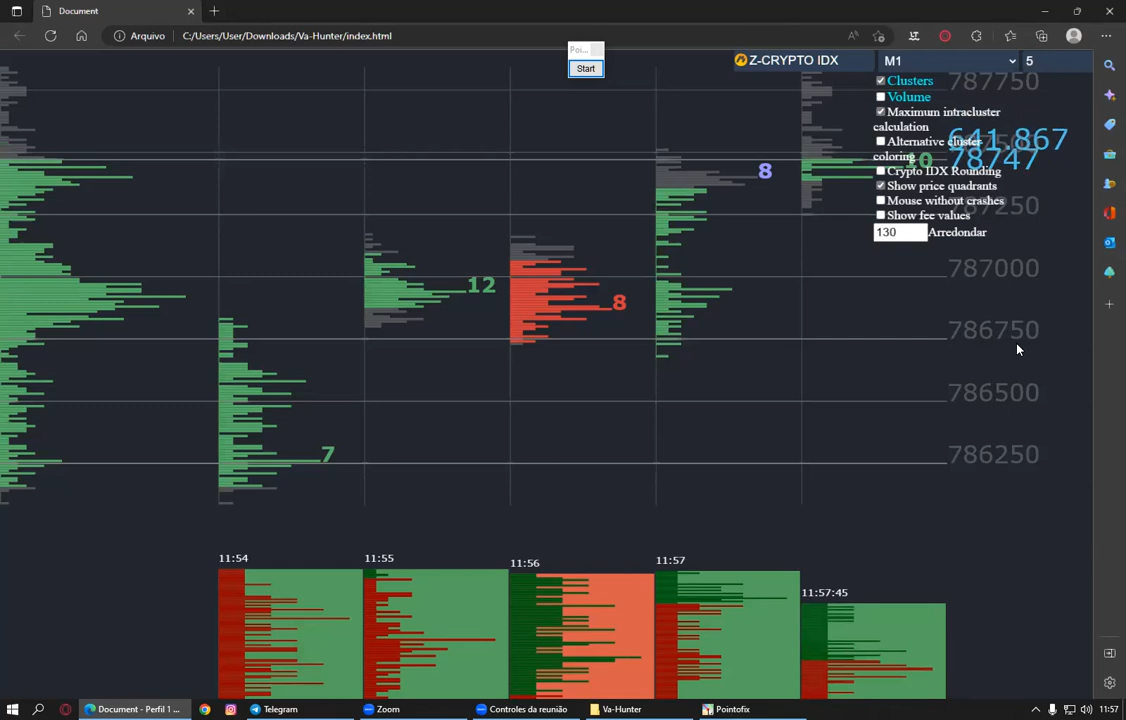 Document
Arquivo
C:/Users/User/Downloads/Va-Hunter/index.html
Poi...
Start
Z-CRYPTO IDX
M1
5
Clusters
Volume
Maximum intracluster
calculation
Alternative cluster
coloring
Crypto IDX Rounding
Show price quadrants
Mouse without crashes
Show fee values
130 Arredondar
787750
641 867
78747
10
787250
787000
786750
786500
786250
8
12
8
7
11:54
11:55
11:56
11:57
11:57:45
Document - Perfil 1 ...
Telegram
Zoom
Controles da reunião
Va-Hunter
Pointofix
11:57